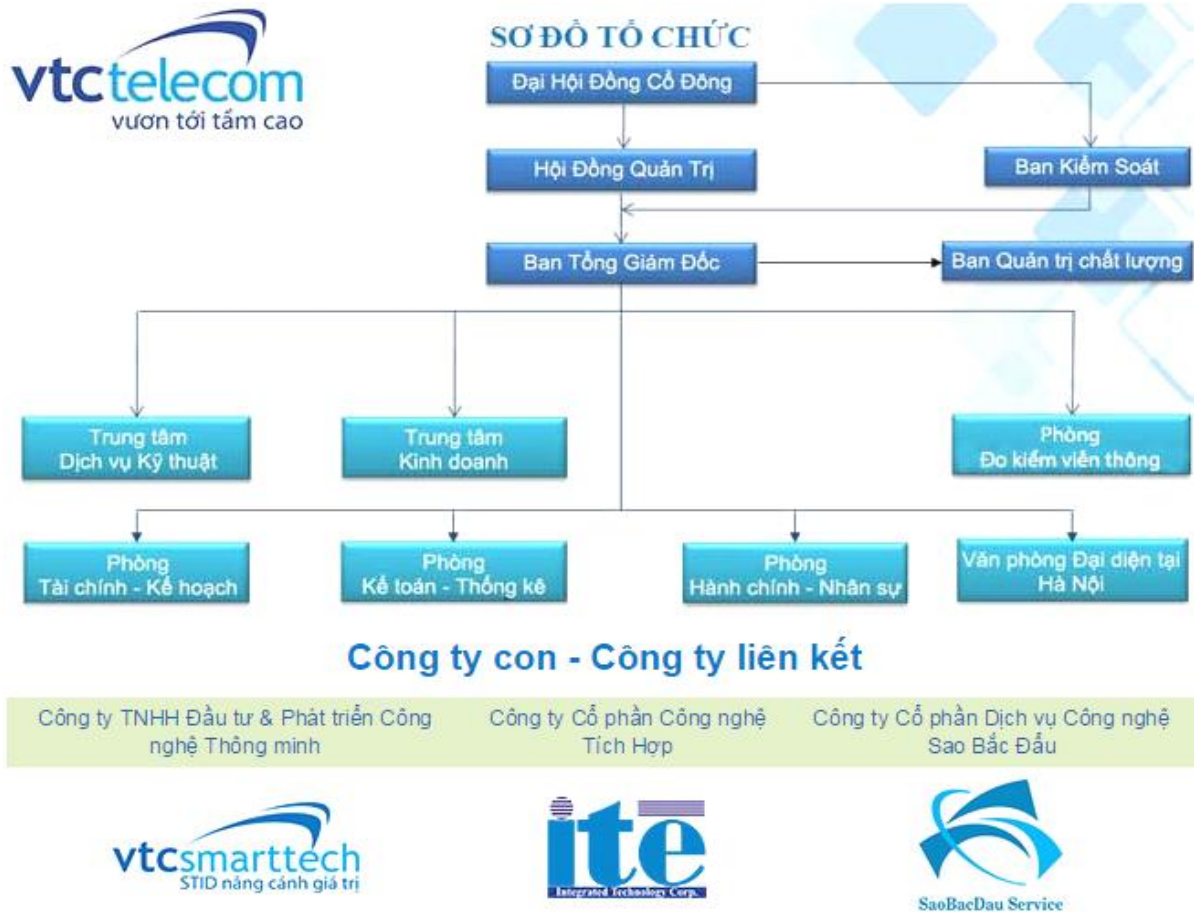 vtctelecom
vươn tới tầm cao
SƠ ĐỒ TỔ CHỨC
Đại Hội Đồng Cổ Đông
Hội Đồng Quản Trị
Ban Kiểm Soát
Ban Tổng Giám Đốc
Ban Quản trị chất lượng
Trung tâm
Dịch vụ Kỹ thuật
Trung tâm
Kinh doanh
Phòng
Đo kiểm viễn thông
Phòng
Tài chính - Kế hoạch
Phòng
Kế toán - Thống kê
Phòng
Hành chính - Nhân sự
Văn phòng Đại diện tại
Hà Nội
Công ty con - Công ty liên kết
Công ty TNHH Đầu tư & Phát triển Công
nghệ Thông minh
Công ty Cổ phần Công nghệ
Tích Hợp
Công ty Cổ phần Dịch vụ Công nghệ
Sao Bắc Đẩu
vtcsmarttech
STID nâng cánh giá trị
ite
Integrated Technology Corp.
SaoBacDau Service